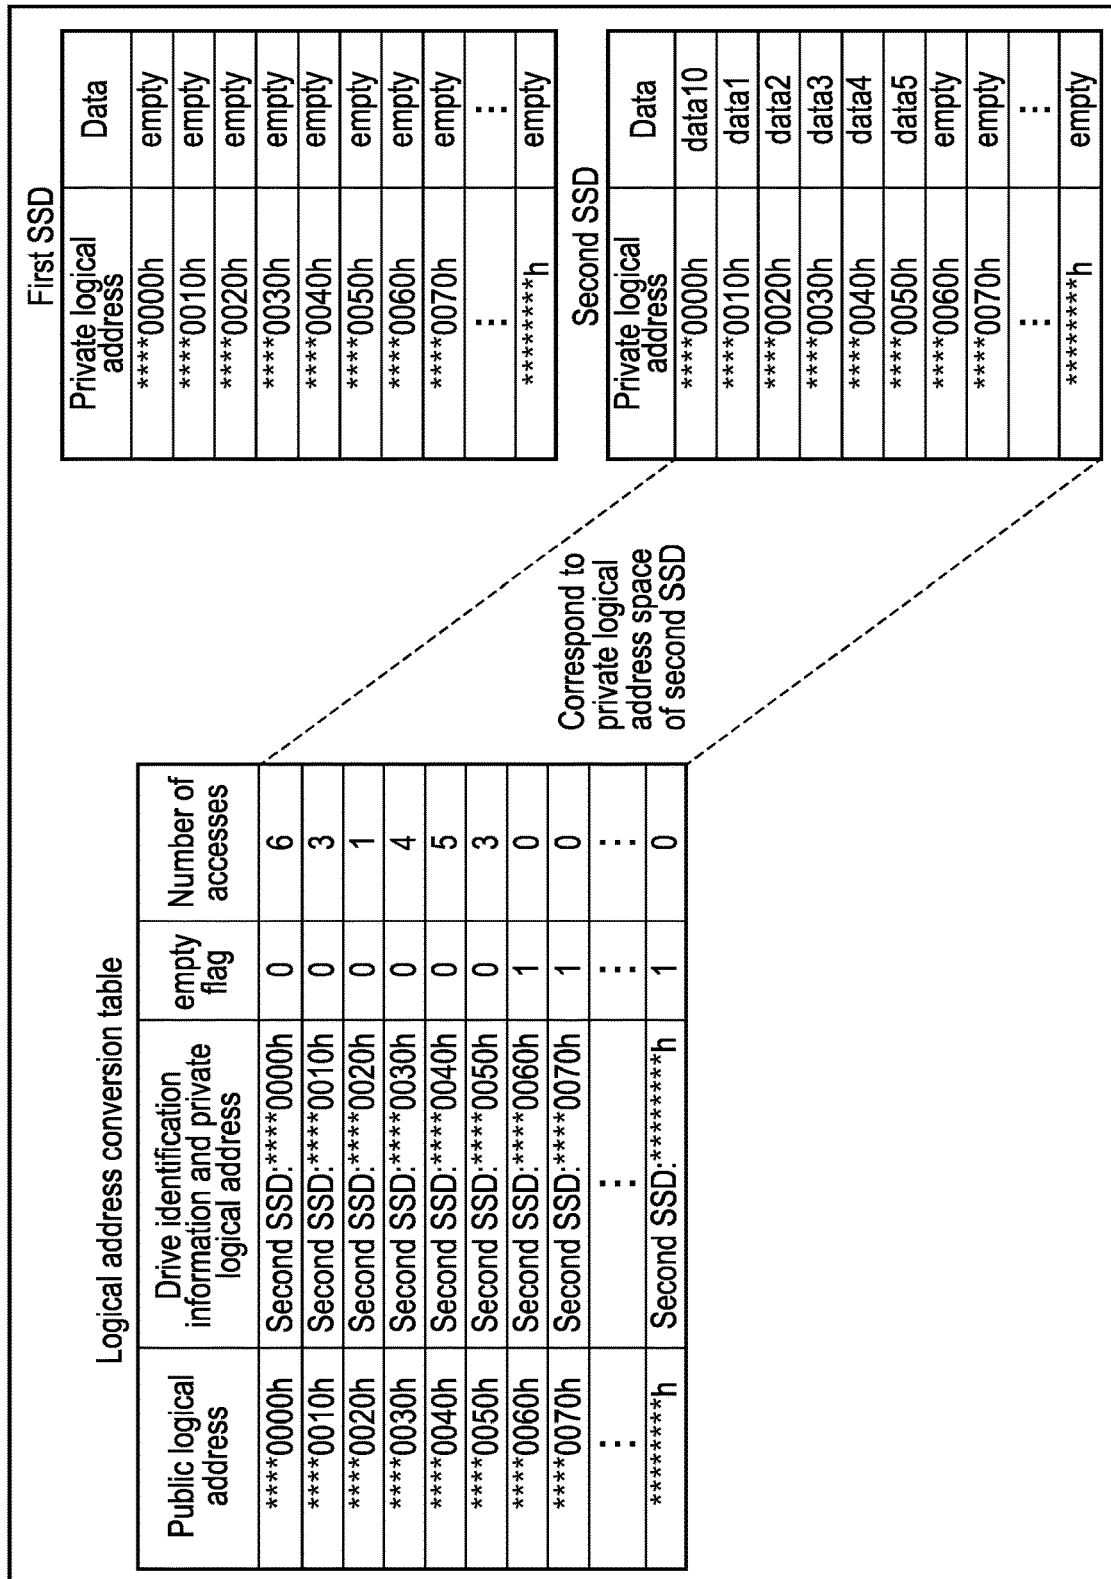 Logical address conversion table
Public logical
address
Drive identification
information and private
logical address
empty
flag
Number of
accesses
****0000h Second SSD:****0000h 0 6
****0010h Second SSD:****0010h 0 3
****0020h Second SSD:****0020h 0 1
****0030h Second SSD:****0030h 0 4
****0040h Second SSD:****0040h 0 5
****0050h Second SSD:****0050h 0 3
****0060h Second SSD:****0060h 1 0
****0070h Second SSD:****0070h 1 0
... ... ... ...
********h Second SSD:********h 1 0
Correspond to
private logical
address space
of second SSD
First SSD
Private logical
address
Data
****0000h empty
****0010h empty
****0020h empty
****0030h empty
****0040h empty
****0050h empty
****0060h empty
****0070h empty
... ...
********h empty
Second SSD
Private logical
address
Data
****0000h data10
****0010h data1
****0020h data2
****0030h data3
****0040h data4
****0050h data5
****0060h empty
****0070h empty
... ...
********h empty